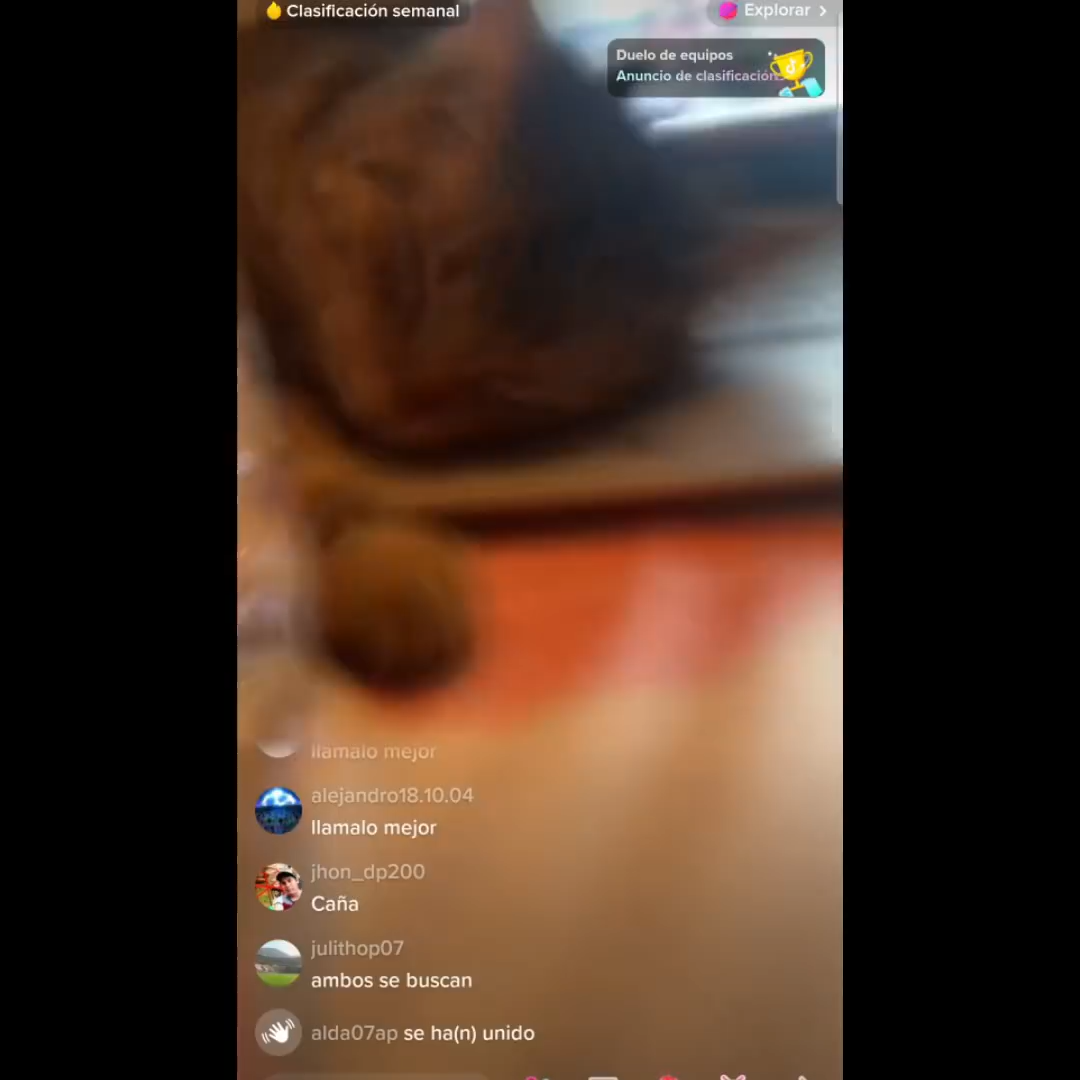 Clasificación semanal
Explorar >
Duelo de equipos
Anuncio de clasificación
llamalo mejor
alejandro18.10.04
llamalo mejor
jhon_dp200
Caña
julithop07
ambos se buscan
alda07ap se ha(n) unido